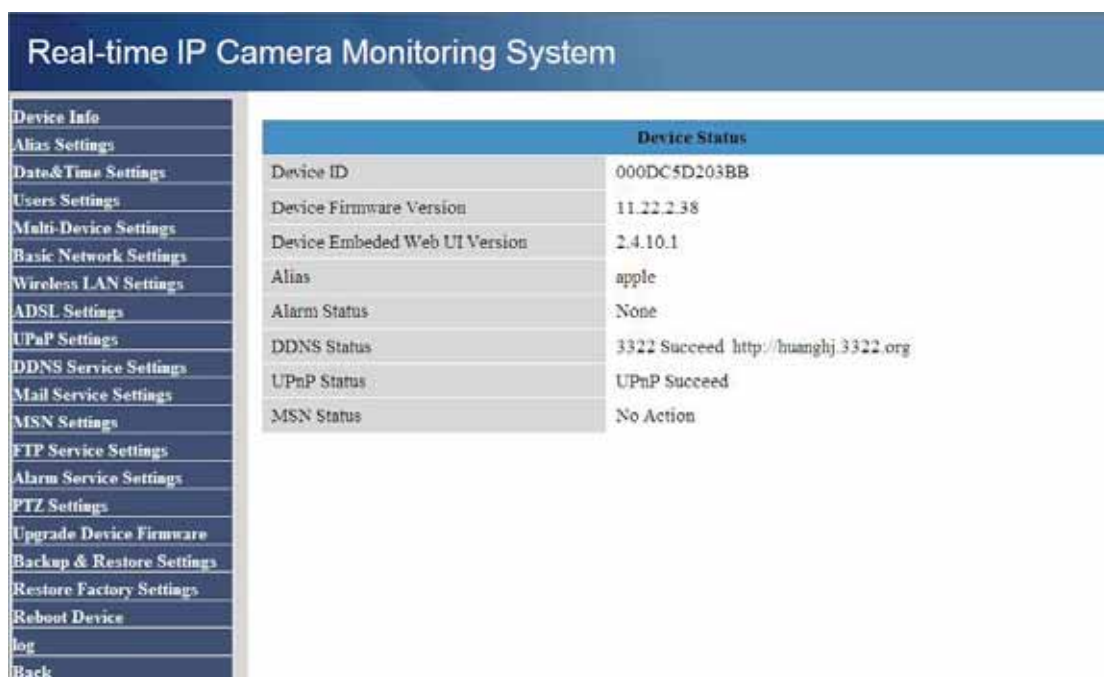 Real-time IP Camera Monitoring System
Device Info
Alias Settings
Date&Time Settings
Users Settings
Multi-Device Settings
Basic Network Settings
Wireless LAN Settings
ADSL Settings
UPnP Settings
DDNS Service Settings
Mail Service Settings
MSN Settings
FTP Service Settings
Alarm Service Settings
PTZ Settings
Upgrade Device Firmware
Backup & Restore Settings
Restore Factory Settings
Reboot Device
log
Back
Device Status
Device ID 000DC5D203BB
Device Firmware Version 11.22.2.38
Device Embeded Web UI Version 2.4.10.1
Alias apple
Alarm Status None
DDNS Status 3322 Succeed http://huanghj.3322.org
UPnP Status UPnP Succeed
MSN Status No Action